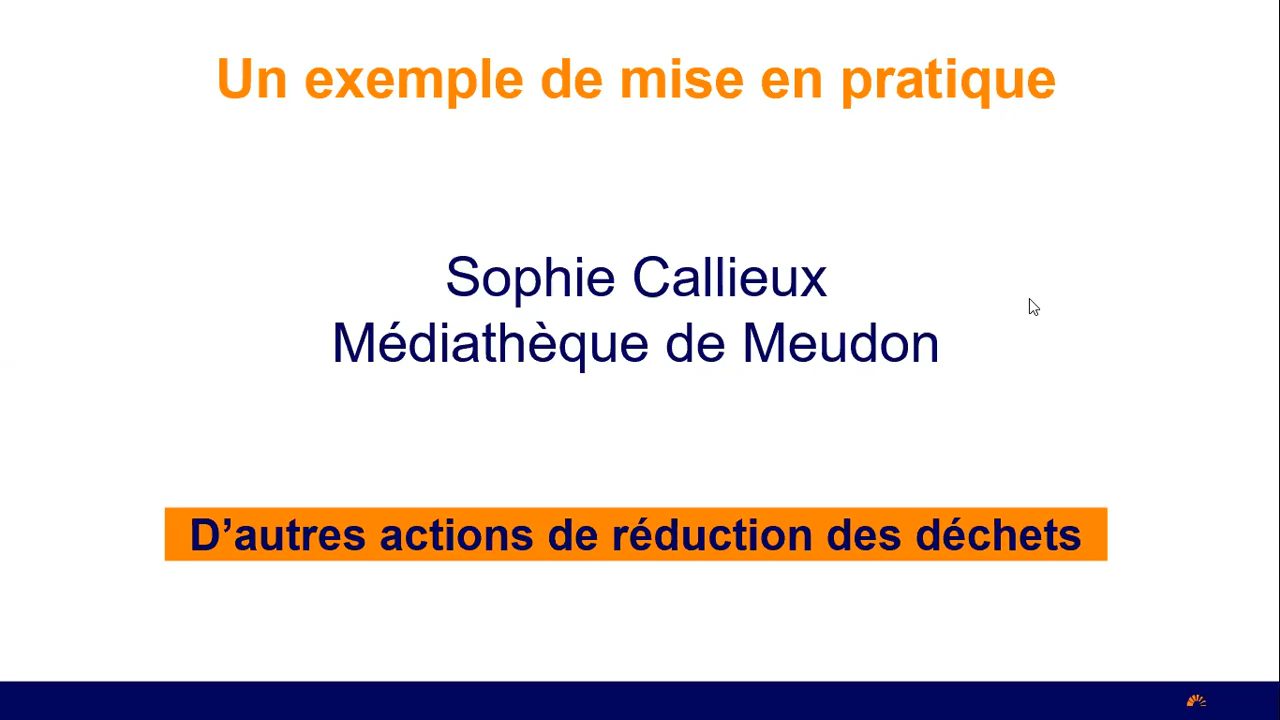 Un exemple de mise en pratique
Sophie Callieux
Médiathèque de Meudon
D’autres actions de réduction des déchets